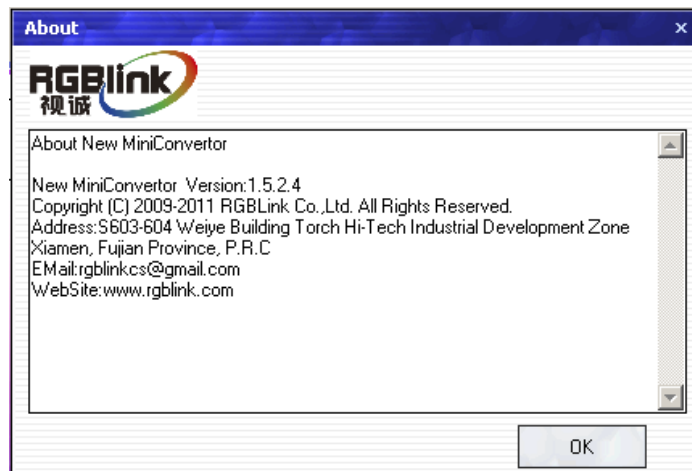 About
RGBlink
视诚
About New MiniConvertor
New MiniConvertor Version:1.5.2.4
Copyright (C) 2009-2011 RGBLink Co.,Ltd. All Rights Reserved.
Address:S603-604 Weiye Building Torch Hi-Tech Industrial Development Zone
Xiamen, Fujian Province, P.R.C
EMail:rgblinkcs@gmail.com
WebSite:www.rgblink.com
OK